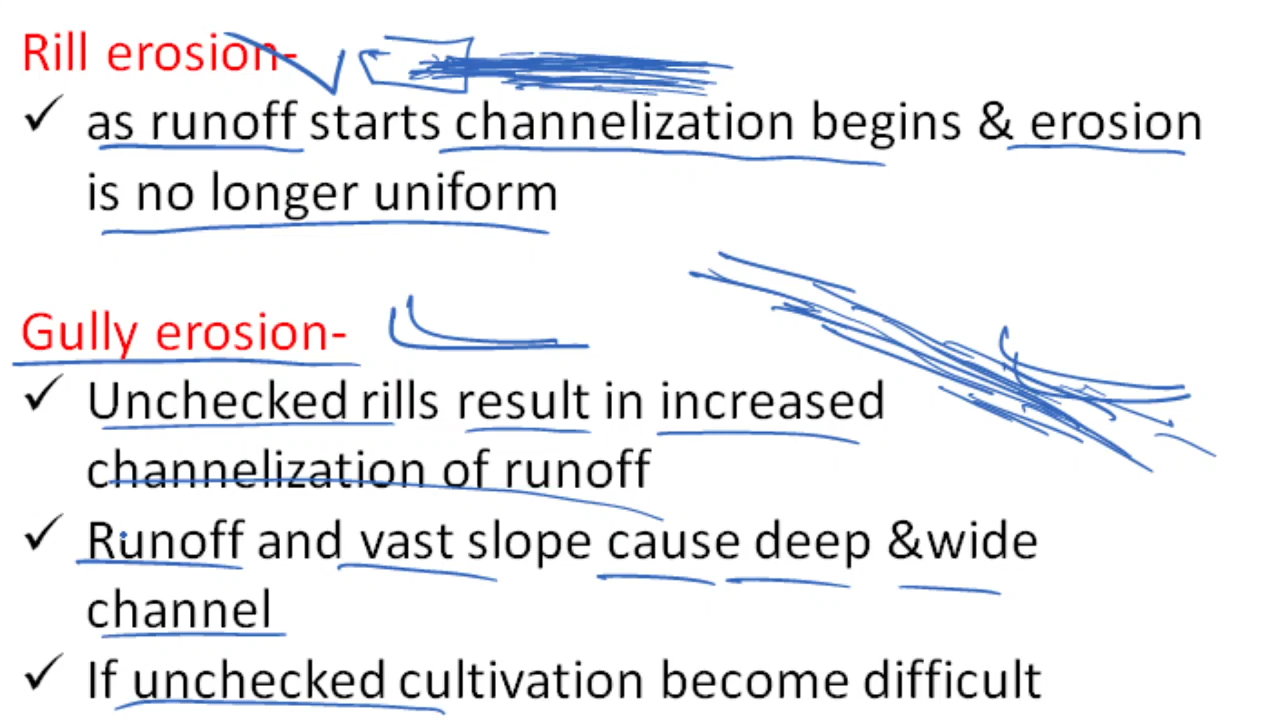 Rill erosion-
✓ as runoff starts channelization begins & erosion
is no longer uniform
Gully erosion-
✓ Unchecked rills result in increased
channelization of runoff
✓ Runoff and vast slope cause deep &wide
channel
✓ If unchecked cultivation become difficult